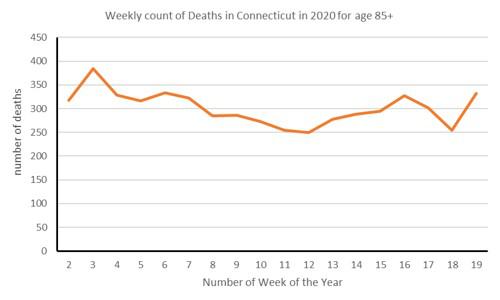 Weekly count of Deaths in Connecticut in 2020 for age 85+
450
400
350
300
250
200
150
100
50
0
number of deaths
2 3 4 5 6 7 8 9 10 11 12 13 14 15 16 17 18 19
Number of Week of the Year